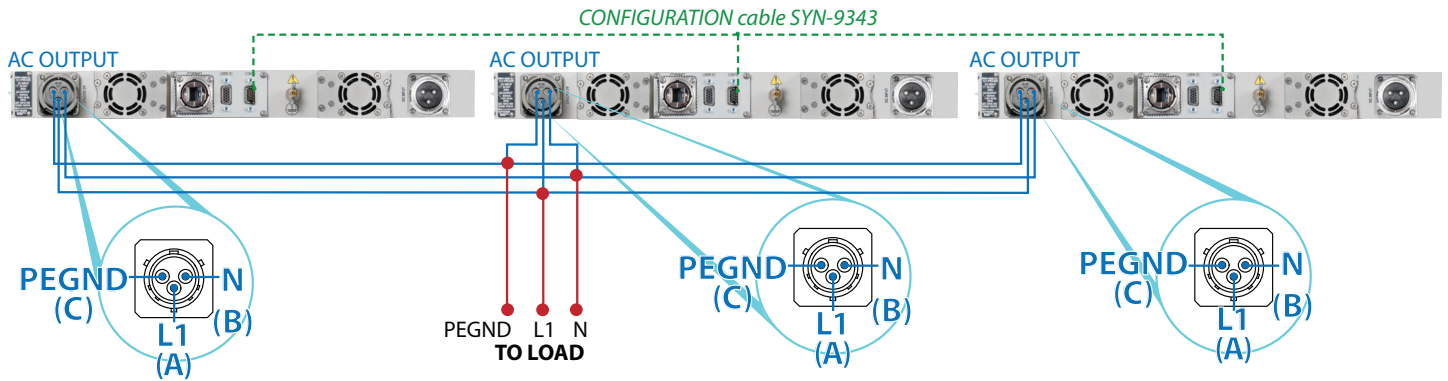 CONFIGURATION cable SYN-9343
AC OUTPUT
AC OUTPUT
AC OUTPUT
PEGND
(C)
N
(B)
L1
(A)
PEGND L1 N
TO LOAD
PEGND
(C)
N
(B)
L1
(A)
PEGND
(C)
N
(B)
L1
(A)